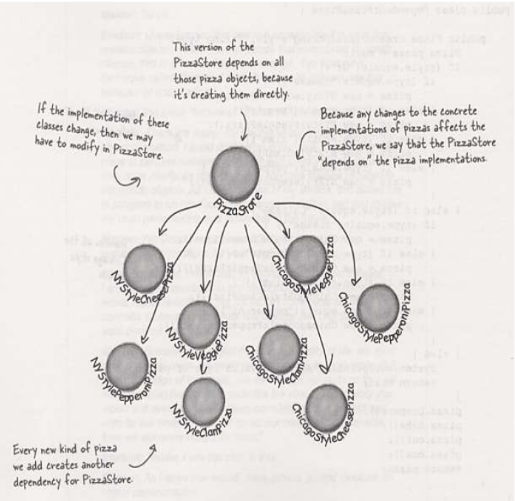 This version of the
PizzaStore depends on all
those pizza objects, because
it's creating them directly.
If the implementation of these
classes change, then we may
have to modify in PizzaStore.
Because any changes to the concrete
implementations of pizzas affects the
PizzaStore, we say that the PizzaStore
"depends on" the pizza implementations.
PizzaStore
NYStyleCheesePizza
ChicagoStyleVeggiePizza
ChicagoStylePepperoniPizza
NYStyleVeggiePizza
ChicagoStyleClamPizza
NYStylePepperoniPizza
NYStyleClamPizza
ChicagoStyleCheesePizza
Every new kind of pizza
we add creates another
dependency for PizzaStore.